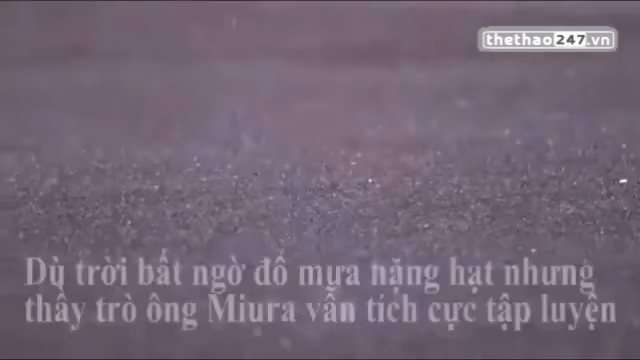 thethao247.vn
Dù trời bất ngờ đổ mưa nặng hạt nhưng
thầy trò ông Miura vẫn tích cực tập luyện